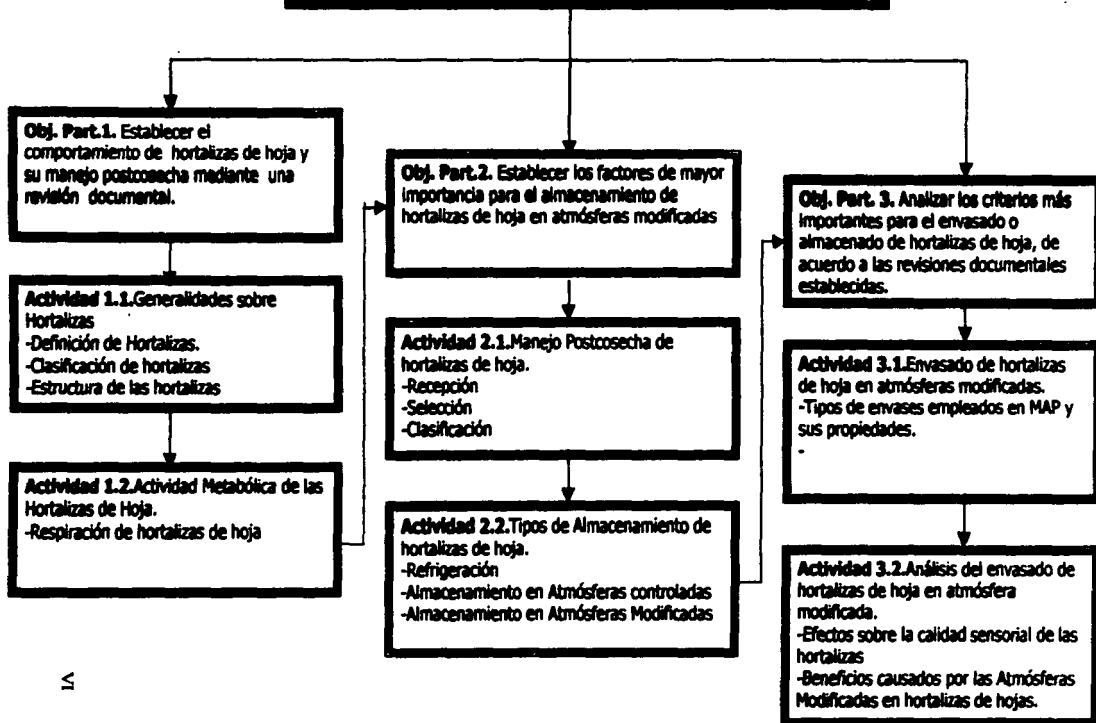 Obj. Part.1. Establecer el
comportamiento de hortalizas de hoja y
su manejo postcosecha mediante una
revisión documental.
Actividad 1.1.Generalidades sobre
Hortalizas
-Definición de Hortalizas.
-Clasificación de hortalizas
-Estructura de las hortalizas
Actividad 1.2.Actividad Metabólica de las
Hortalizas de Hoja.
-Respiración de hortalizas de hoja
Obj. Part.2. Establecer los factores de mayor
importancia para el almacenamiento de
hortalizas de hoja en atmósferas modificadas
Actividad 2.1.Manejo Postcosecha de
hortalizas de hoja.
-Recepción
-Selección
-Clasificación
Actividad 2.2.Tipos de Almacenamiento de
hortalizas de hoja.
-Refrigeración
-Almacenamiento en Atmósferas controladas
-Almacenamiento en Atmósferas Modificadas
Obj. Part. 3. Analizar los criterios más
importantes para el envasado o
almacenado de hortalizas de hoja, de
acuerdo a las revisiones documentales
establecidas.
Actividad 3.1.Envasado de hortalizas
de hoja en atmósferas modificadas.
-Tipos de envases empleados en MAP y
sus propiedades.
-
Actividad 3.2.Análisis del envasado de
hortalizas de hoja en atmósfera
modificada.
-Efectos sobre la calidad sensorial de las
hortalizas
-Beneficios causados por las Atmósferas
Modificadas en hortalizas de hojas.